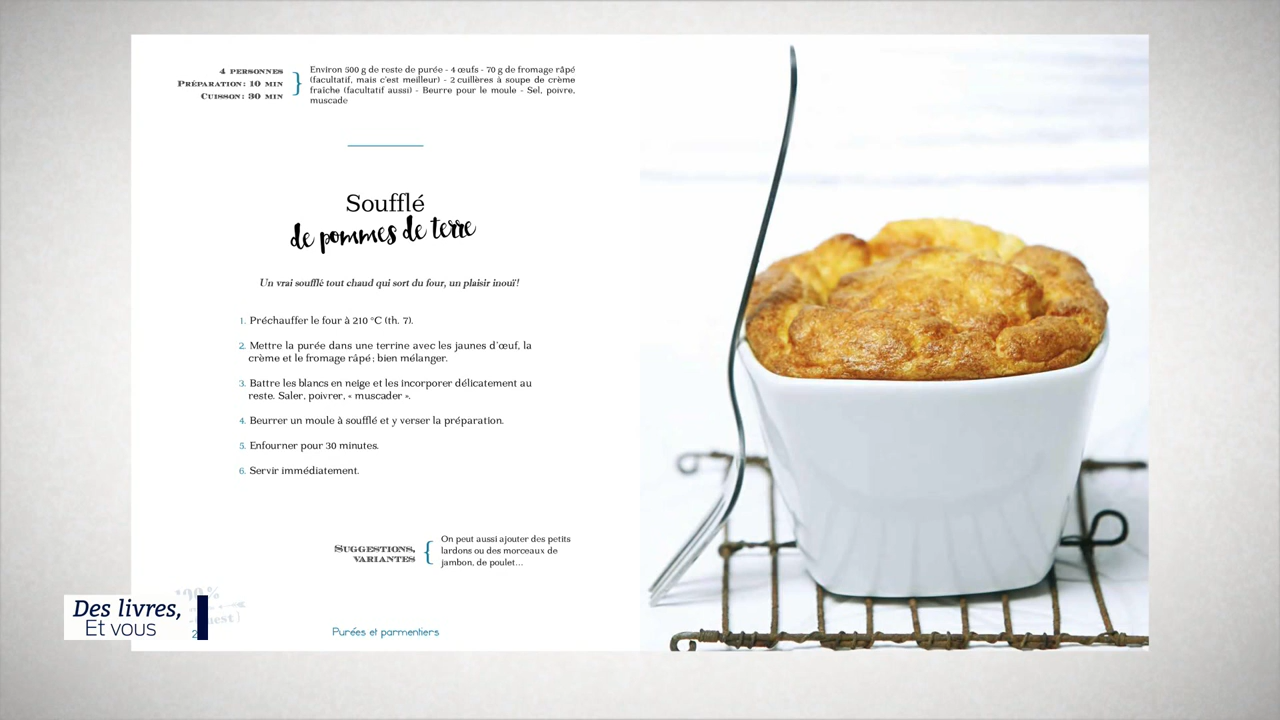 4 PERSONNES
PRÉPARATION : 10 MIN
CUISSON : 30 MIN
Environ 500 g de reste de purée - 4 œufs - 70 g de fromage râpé
(facultatif, mais c'est meilleur) - 2 cuillères à soupe de crème
fraîche (facultatif aussi) - Beurre pour le moule - Sel, poivre,
muscade
Soufflé
de pommes de terre
Un vrai soufflé tout chaud qui sort du four, un plaisir inouï !
1. Préchauffer le four à 210 °C (th. 7).
2. Mettre la purée dans une terrine avec les jaunes d'œuf, la
crème et le fromage râpé ; bien mélanger.
3. Battre les blancs en neige et les incorporer délicatement au
reste. Saler, poivrer, « muscader ».
4. Beurrer un moule à soufflé et y verser la préparation.
5. Enfourner pour 30 minutes.
6. Servir immédiatement.
SUGGESTIONS,
VARIANTES
On peut aussi ajouter des petits
lardons ou des morceaux de
jambon, de poulet...
Des livres,
Et vous
Purées et parmentiers